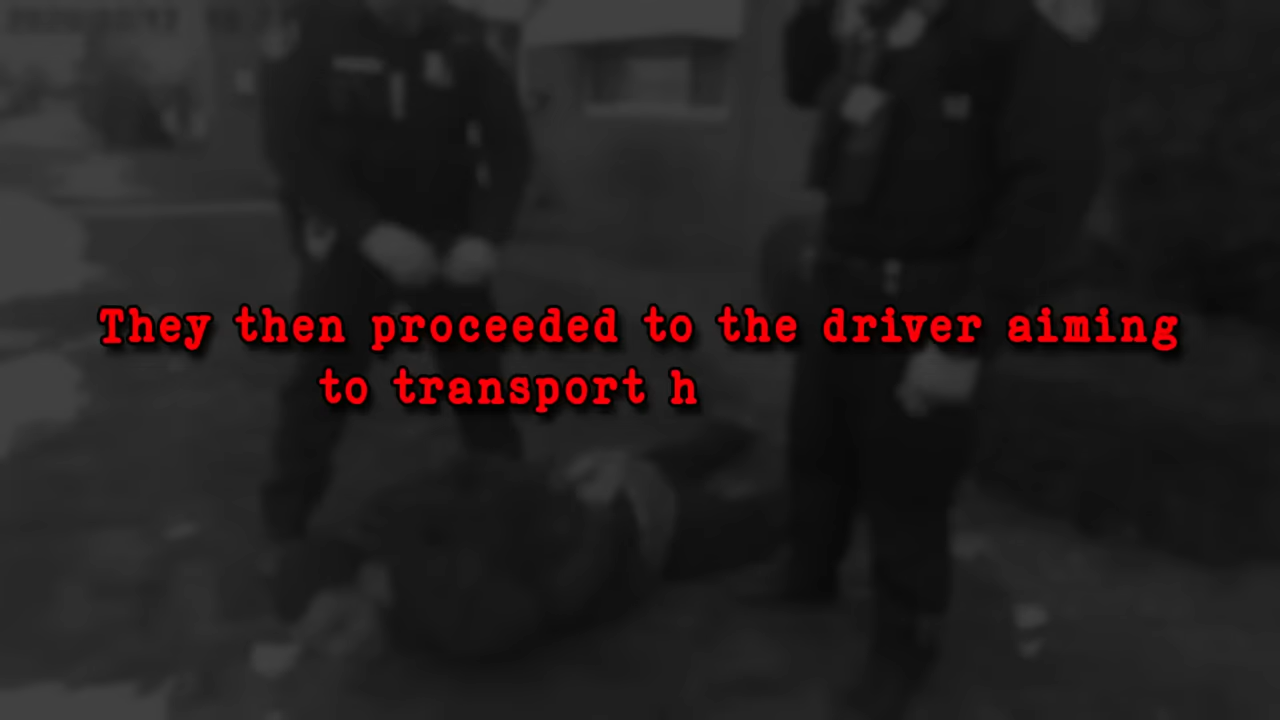 They then proceeded to the driver aiming
to transport h